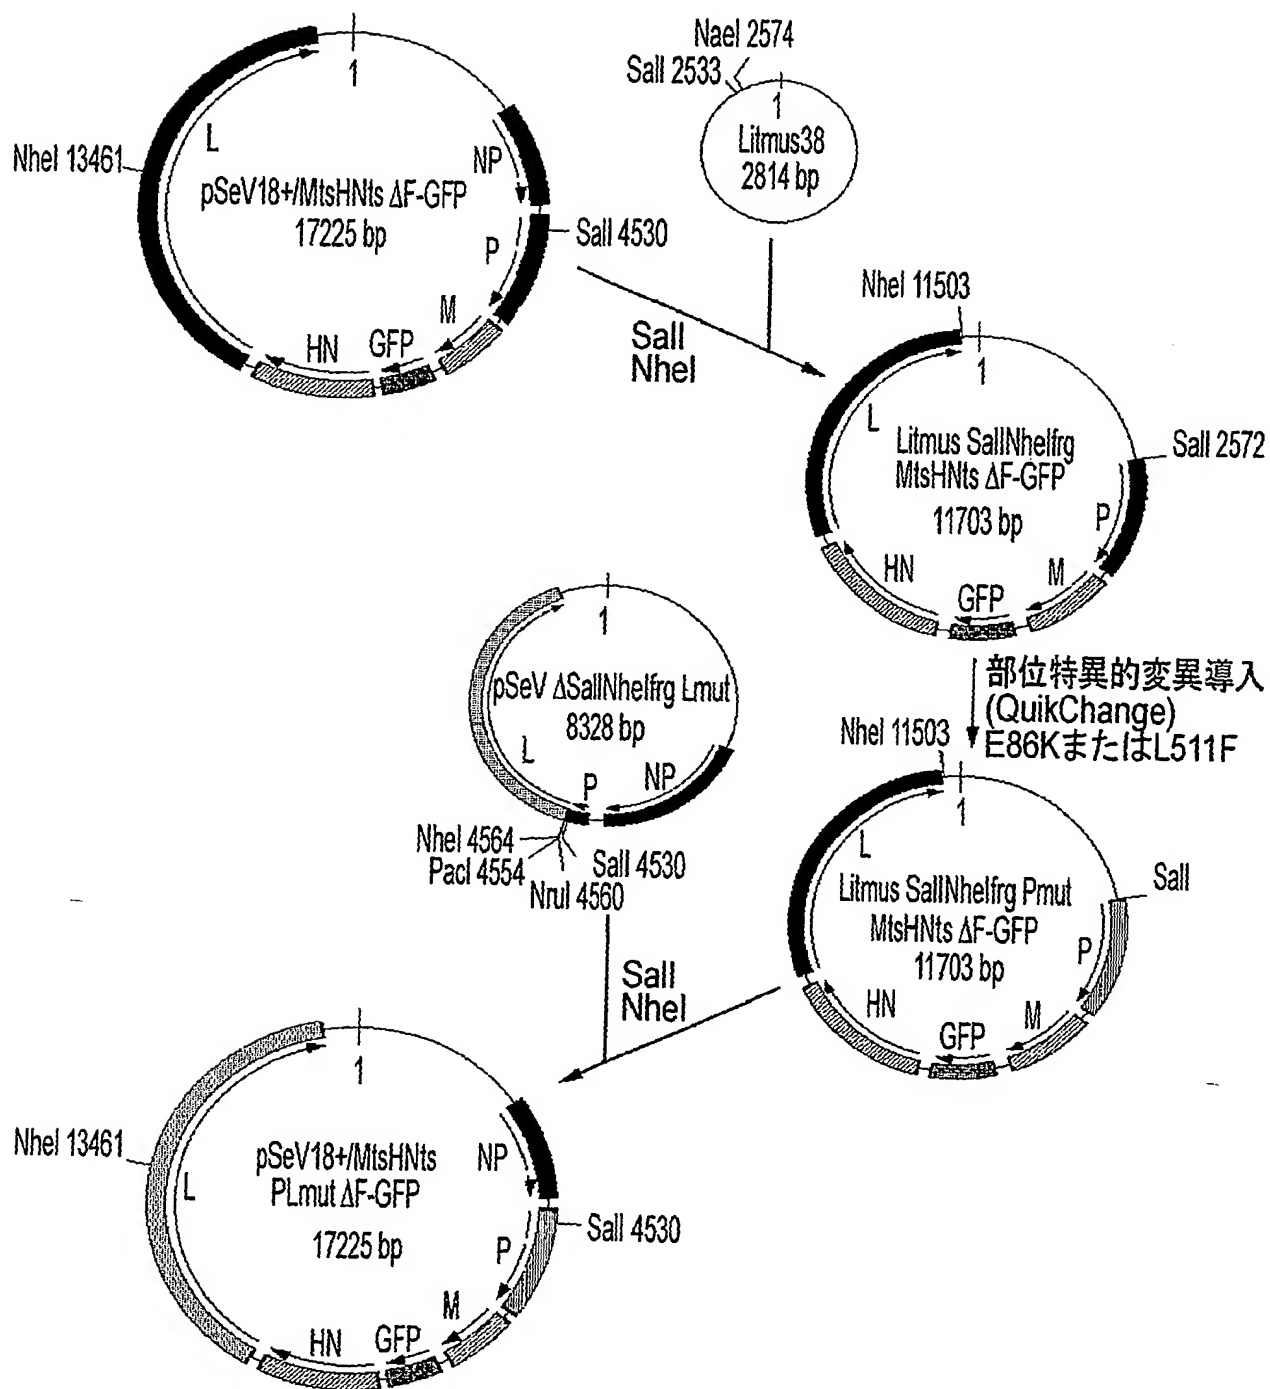 1
L
NheI 13461
pSeV18+/MtsHNts ΔF-GFP
17225 bp
NP
SalI 4530
P
M
GFP
HN
NaeI 2574
SalI 2533
1
Litmus38
2814 bp
SalI
NheI
NheI 11503
1
L
Litmus SalINheIfrg
MtsHNts ΔF-GFP
11703 bp
SalI 2572
P
M
GFP
HN
部位特異的変異導入
(QuikChange)
E86KまたはL511F
1
pSeV ΔSalINheIfrg Lmut
8328 bp
L
P
NP
NheI 4564
PacI 4554
NruI 4560
SalI 4530
NheI 11503
1
L
Litmus SalINheIfrg Pmut
MtsHNts ΔF-GFP
11703 bp
SalI
P
M
GFP
HN
SalI
NheI
1
NheI 13461
L
pSeV18+/MtsHNts
PLmut ΔF-GFP
17225 bp
NP
SalI 4530
P
M
GFP
HN